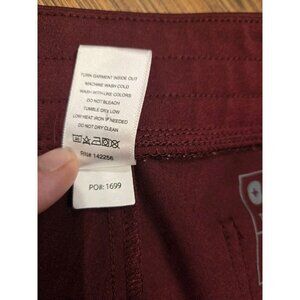 TURN GARMENT INSIDE OUT
MACHINE WASH COLD
WASH WITH LIKE COLORS
DO NOT BLEACH
TUMBLE DRY LOW
LOW HEAT IRON IF NEEDED
DO NOT DRY CLEAN
RN# 142256
PO#: 1699